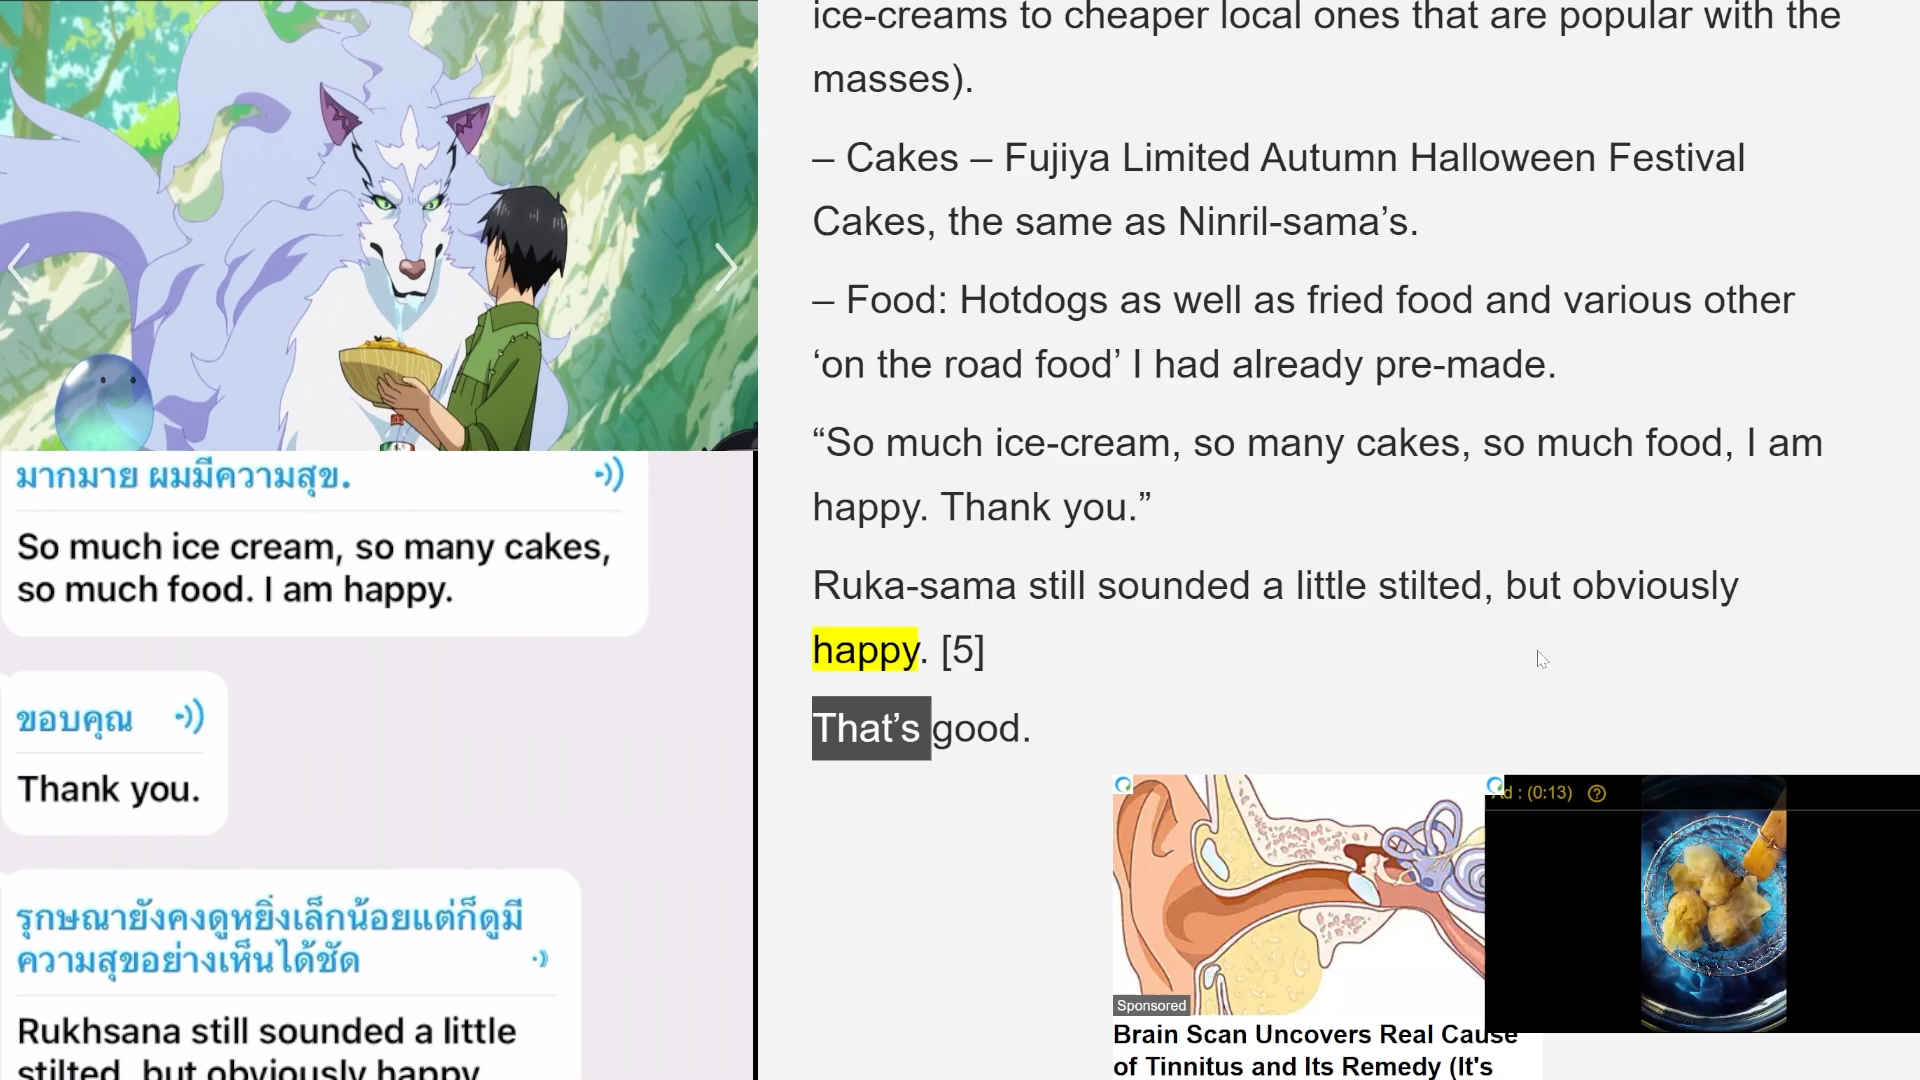 ice-creams to cheaper local ones that are popular with the
masses).
– Cakes – Fujiya Limited Autumn Halloween Festival
Cakes, the same as Ninril-sama’s.
– Food: Hotdogs as well as fried food and various other
‘on the road food’ I had already pre-made.
“So much ice-cream, so many cakes, so much food, I am
happy. Thank you.”
Ruka-sama still sounded a little stilted, but obviously
happy. [5]
That’s good.
มากมาย ผมมีความสุข.
So much ice cream, so many cakes,
so much food. I am happy.
ขอบคุณ
Thank you.
รุกษณายังคงดูหยิ่งเล็กน้อยแต่ก็ดูมี
ความสุขอย่างเห็นได้ชัด
Rukhsana still sounded a little
stilted, but obviously happy
Ad : (0:13)
Sponsored
Brain Scan Uncovers Real Cause
of Tinnitus and Its Remedy (It's